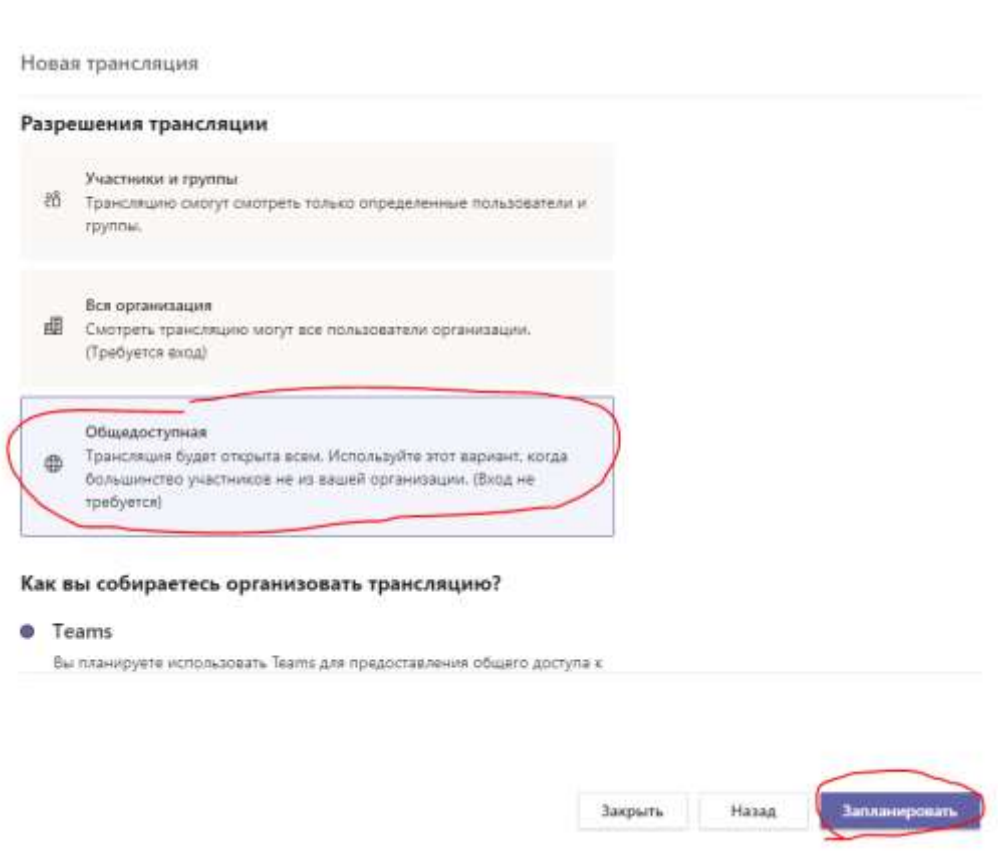 Новая трансляция
Разрешения трансляции
Участники и группы
Трансляцию смогут смотреть только определенные пользователи и
группы.
Вся организация
Смотреть трансляцию могут все пользователи организации.
(Требуется вход)
Общедоступная
Трансляция будет открыта всем. Используйте этот вариант, когда
большинство участников не из вашей организации. (Вход не
требуется)
Как вы собираетесь организовать трансляцию?
Teams
Вы планируете использовать Teams для предоставления общего доступа к
Закрыть Назад Запланировать